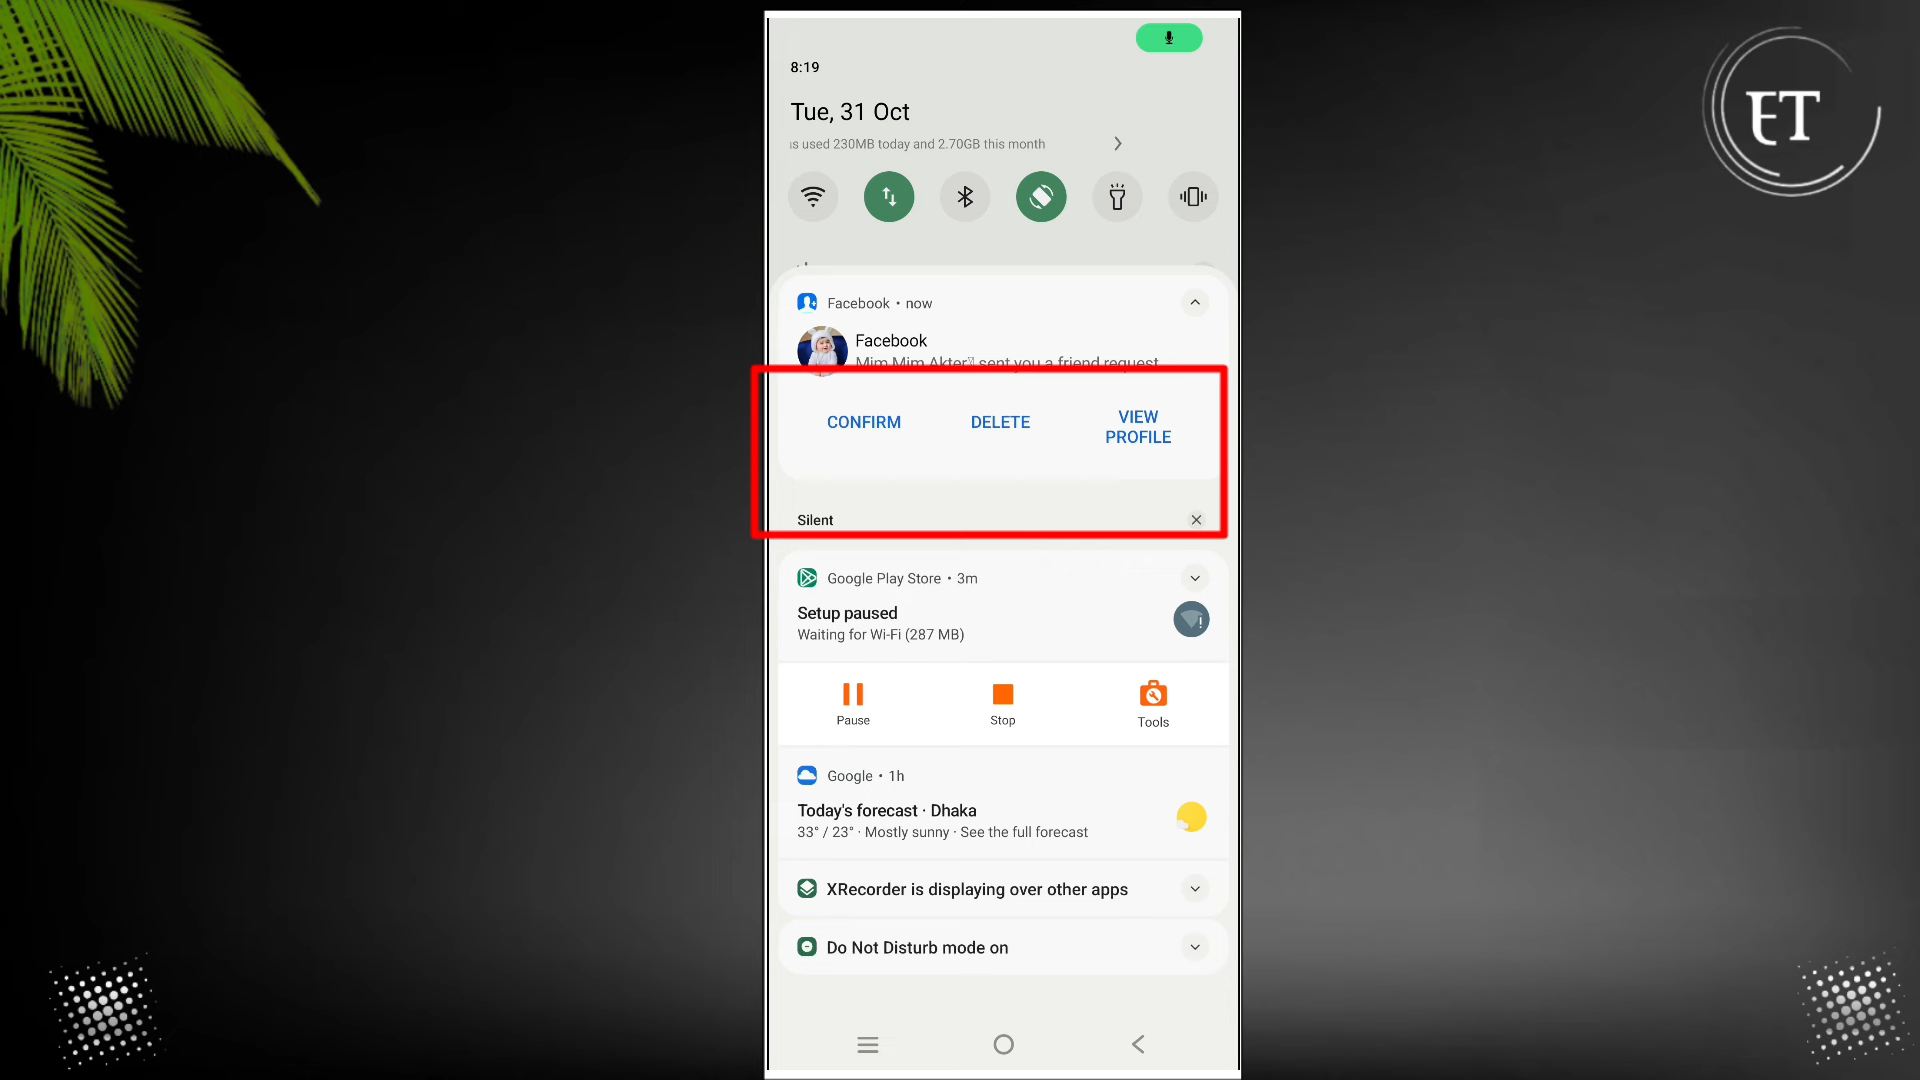 ET
8:19
Tue, 31 Oct
as used 230MB today and 2.70GB this month
Facebook • now
Facebook
Mim Mim Akter sent you a friend request
CONFIRM
DELETE
VIEW
PROFILE
Silent
Google Play Store • 3m
Setup paused
Waiting for Wi-Fi (287 MB)
Pause
Stop
Tools
Google • 1h
Today's forecast · Dhaka
33° / 23° · Mostly sunny · See the full forecast
XRecorder is displaying over other apps
Do Not Disturb mode on